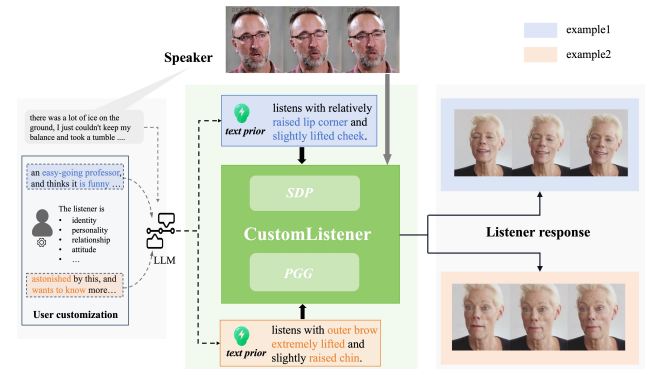 example1
example2
Speaker
there was a lot of ice on the
ground, I just couldn't keep my
balance and took a tumble ....
an easy-going professor,
and thinks it is funny …
The listener is
• identity
• personality
• relationship
• attitude
• …
astonished by this, and
wants to know more…
User customization
LLM
text prior
listens with relatively
raised lip corner and
slightly lifted cheek.
SDP
CustomListener
PGG
text prior
listens with outer brow
extremely lifted and
slightly raised chin.
Listener response